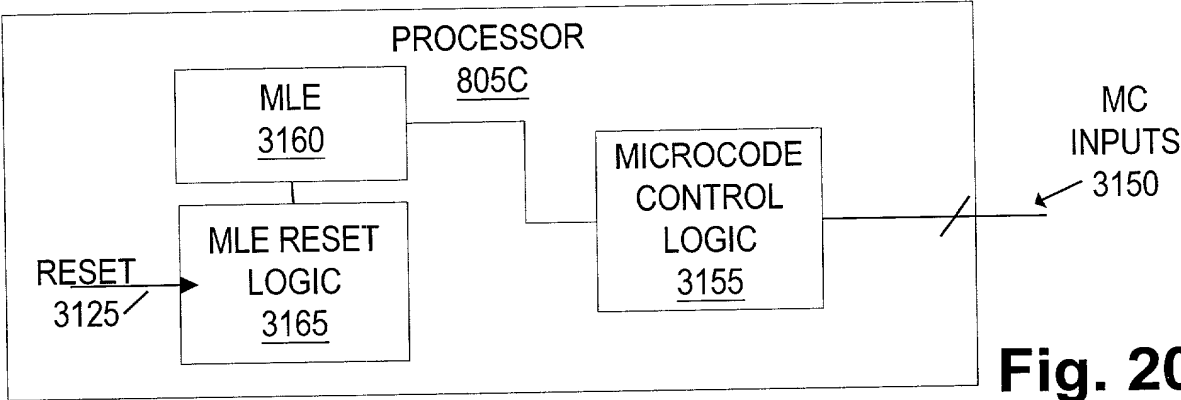 PROCESSOR
805C
MLE
3160
MICROCODE
CONTROL
LOGIC
3155
MC
INPUTS
3150
MLE RESET
LOGIC
3165
RESET
3125
Fig. 20